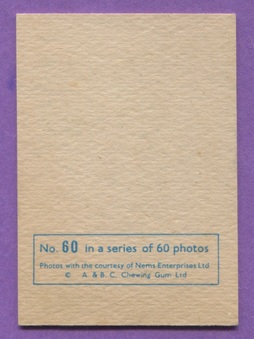 No. 60 in a series of 60 photos
Photos with the courtesy of Nems Enterprises Ltd
© A. & B. C. Chewing Gum Ltd